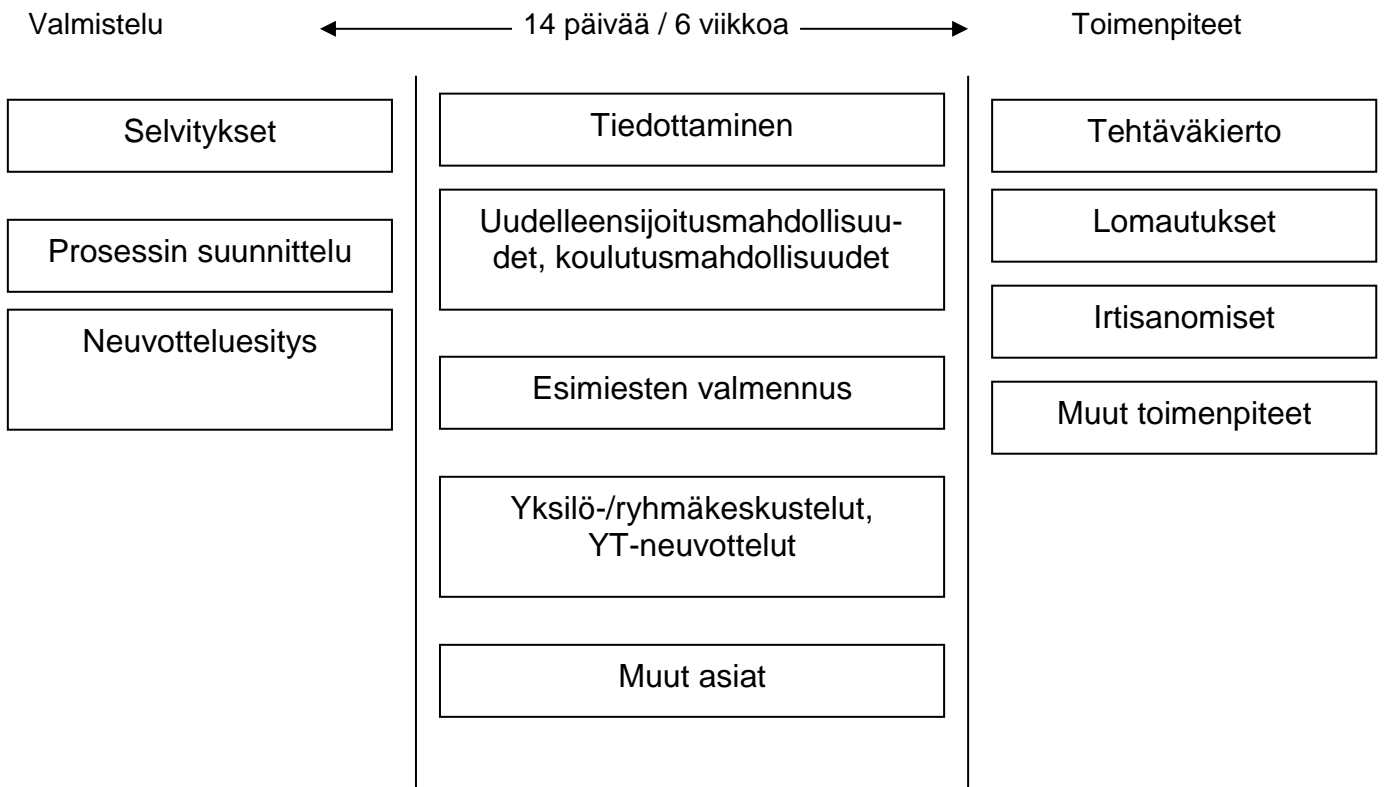 Valmistelu
14 päivää / 6 viikkoa
Toimenpiteet
Selvitykset
Prosessin suunnittelu
Neuvotteluesitys
Tiedottaminen
Uudelleensijoitusmahdollisuu-
det, koulutusmahdollisuudet
Esimiesten valmennus
Yksilö-/ryhmäkeskustelut,
YT-neuvottelut
Muut asiat
Tehtäväkierto
Lomautukset
Irtisanomiset
Muut toimenpiteet